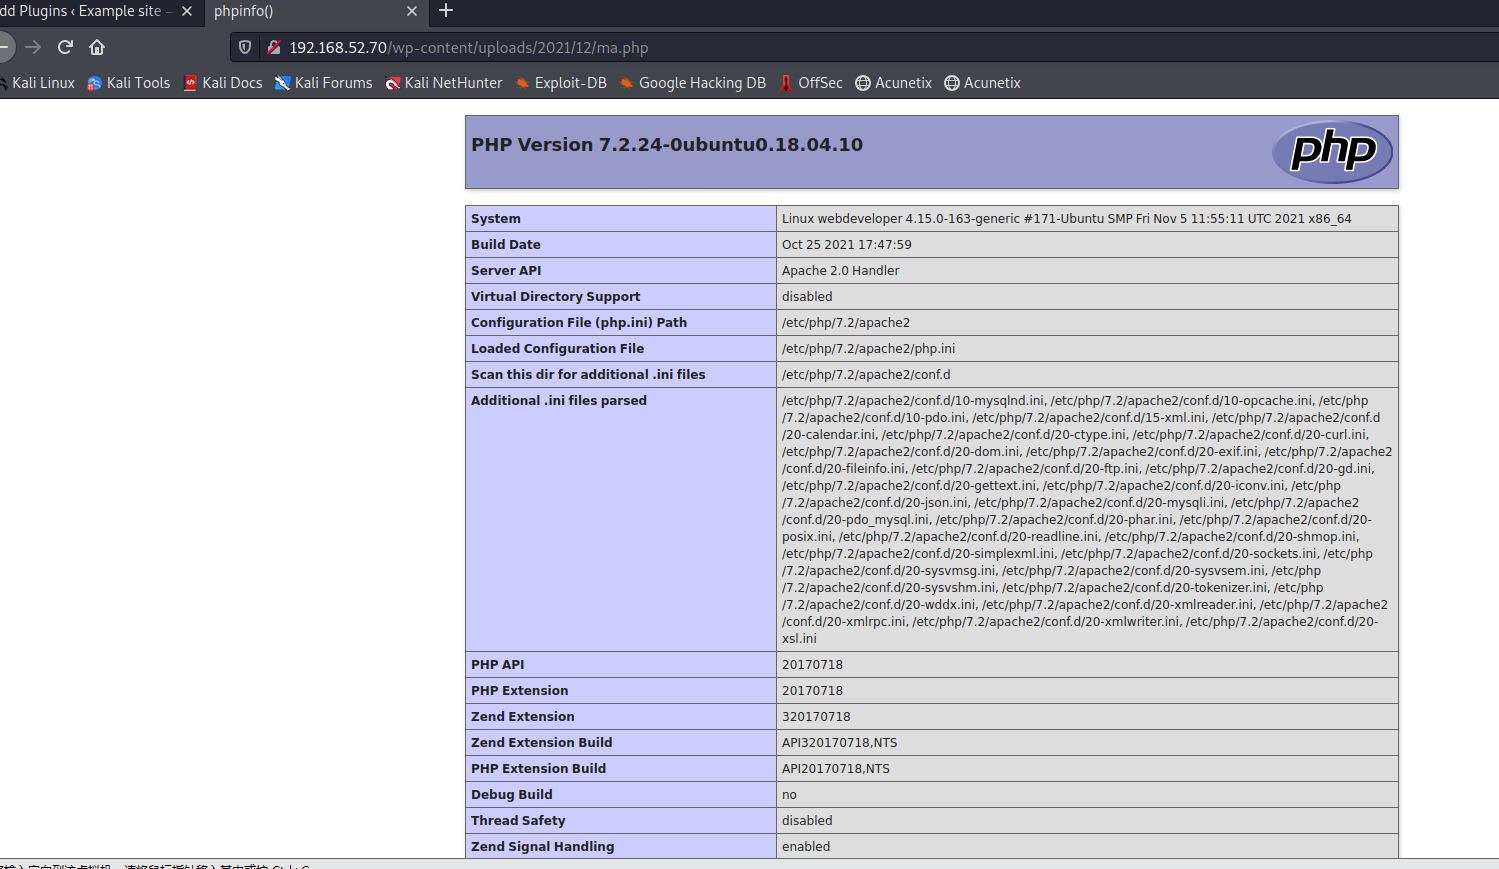 dd Plugins ‹ Example site —
phpinfo()
192.168.52.70/wp-content/uploads/2021/12/ma.php
Kali Linux Kali Tools Kali Docs Kali Forums Kali NetHunter Exploit-DB Google Hacking DB OffSec Acunetix Acunetix
PHP Version 7.2.24-0ubuntu0.18.04.10
php
System Linux webdeveloper 4.15.0-163-generic #171-Ubuntu SMP Fri Nov 5 11:55:11 UTC 2021 x86_64
Build Date Oct 25 2021 17:47:59
Server API Apache 2.0 Handler
Virtual Directory Support disabled
Configuration File (php.ini) Path /etc/php/7.2/apache2
Loaded Configuration File /etc/php/7.2/apache2/php.ini
Scan this dir for additional .ini files /etc/php/7.2/apache2/conf.d
Additional .ini files parsed /etc/php/7.2/apache2/conf.d/10-mysqlnd.ini, /etc/php/7.2/apache2/conf.d/10-opcache.ini, /etc/php
/7.2/apache2/conf.d/10-pdo.ini, /etc/php/7.2/apache2/conf.d/15-xml.ini, /etc/php/7.2/apache2/conf.d
/20-calendar.ini, /etc/php/7.2/apache2/conf.d/20-ctype.ini, /etc/php/7.2/apache2/conf.d/20-curl.ini,
/etc/php/7.2/apache2/conf.d/20-dom.ini, /etc/php/7.2/apache2/conf.d/20-exif.ini, /etc/php/7.2/apache2
/conf.d/20-fileinfo.ini, /etc/php/7.2/apache2/conf.d/20-ftp.ini, /etc/php/7.2/apache2/conf.d/20-gd.ini,
/etc/php/7.2/apache2/conf.d/20-gettext.ini, /etc/php/7.2/apache2/conf.d/20-iconv.ini, /etc/php
/7.2/apache2/conf.d/20-json.ini, /etc/php/7.2/apache2/conf.d/20-mysqli.ini, /etc/php/7.2/apache2
/conf.d/20-pdo_mysql.ini, /etc/php/7.2/apache2/conf.d/20-phar.ini, /etc/php/7.2/apache2/conf.d/20-
posix.ini, /etc/php/7.2/apache2/conf.d/20-readline.ini, /etc/php/7.2/apache2/conf.d/20-shmop.ini,
/etc/php/7.2/apache2/conf.d/20-simplexml.ini, /etc/php/7.2/apache2/conf.d/20-sockets.ini, /etc/php
/7.2/apache2/conf.d/20-sysvmsg.ini, /etc/php/7.2/apache2/conf.d/20-sysvsem.ini, /etc/php
/7.2/apache2/conf.d/20-sysvshm.ini, /etc/php/7.2/apache2/conf.d/20-tokenizer.ini, /etc/php
/7.2/apache2/conf.d/20-wddx.ini, /etc/php/7.2/apache2/conf.d/20-xmlreader.ini, /etc/php/7.2/apache2
/conf.d/20-xmlrpc.ini, /etc/php/7.2/apache2/conf.d/20-xmlwriter.ini, /etc/php/7.2/apache2/conf.d/20-
xsl.ini
PHP API 20170718
PHP Extension 20170718
Zend Extension 320170718
Zend Extension Build API320170718,NTS
PHP Extension Build API20170718,NTS
Debug Build no
Thread Safety disabled
Zend Signal Handling enabled